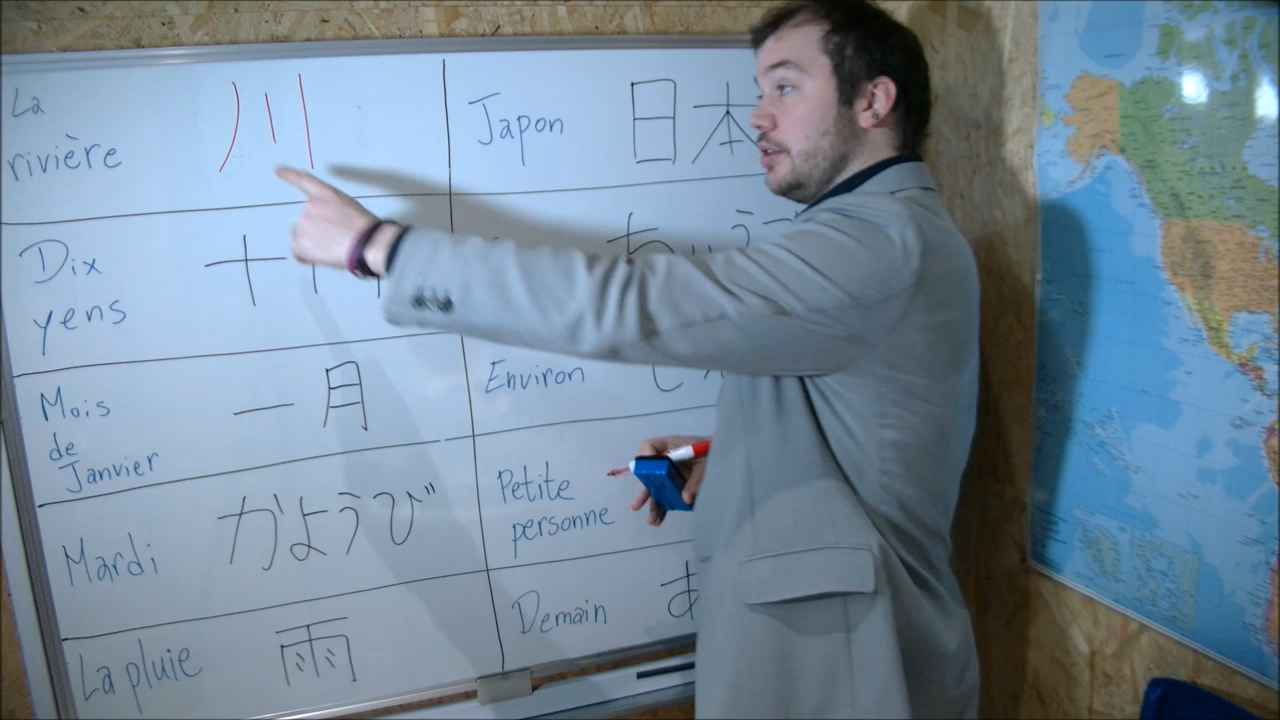 La
rivière
川
Japon
日本
Dix
yens
十
Mois
de
Janvier
一月
Environ
Mardi
かようび
Petite
personne
La pluie
雨
Demain